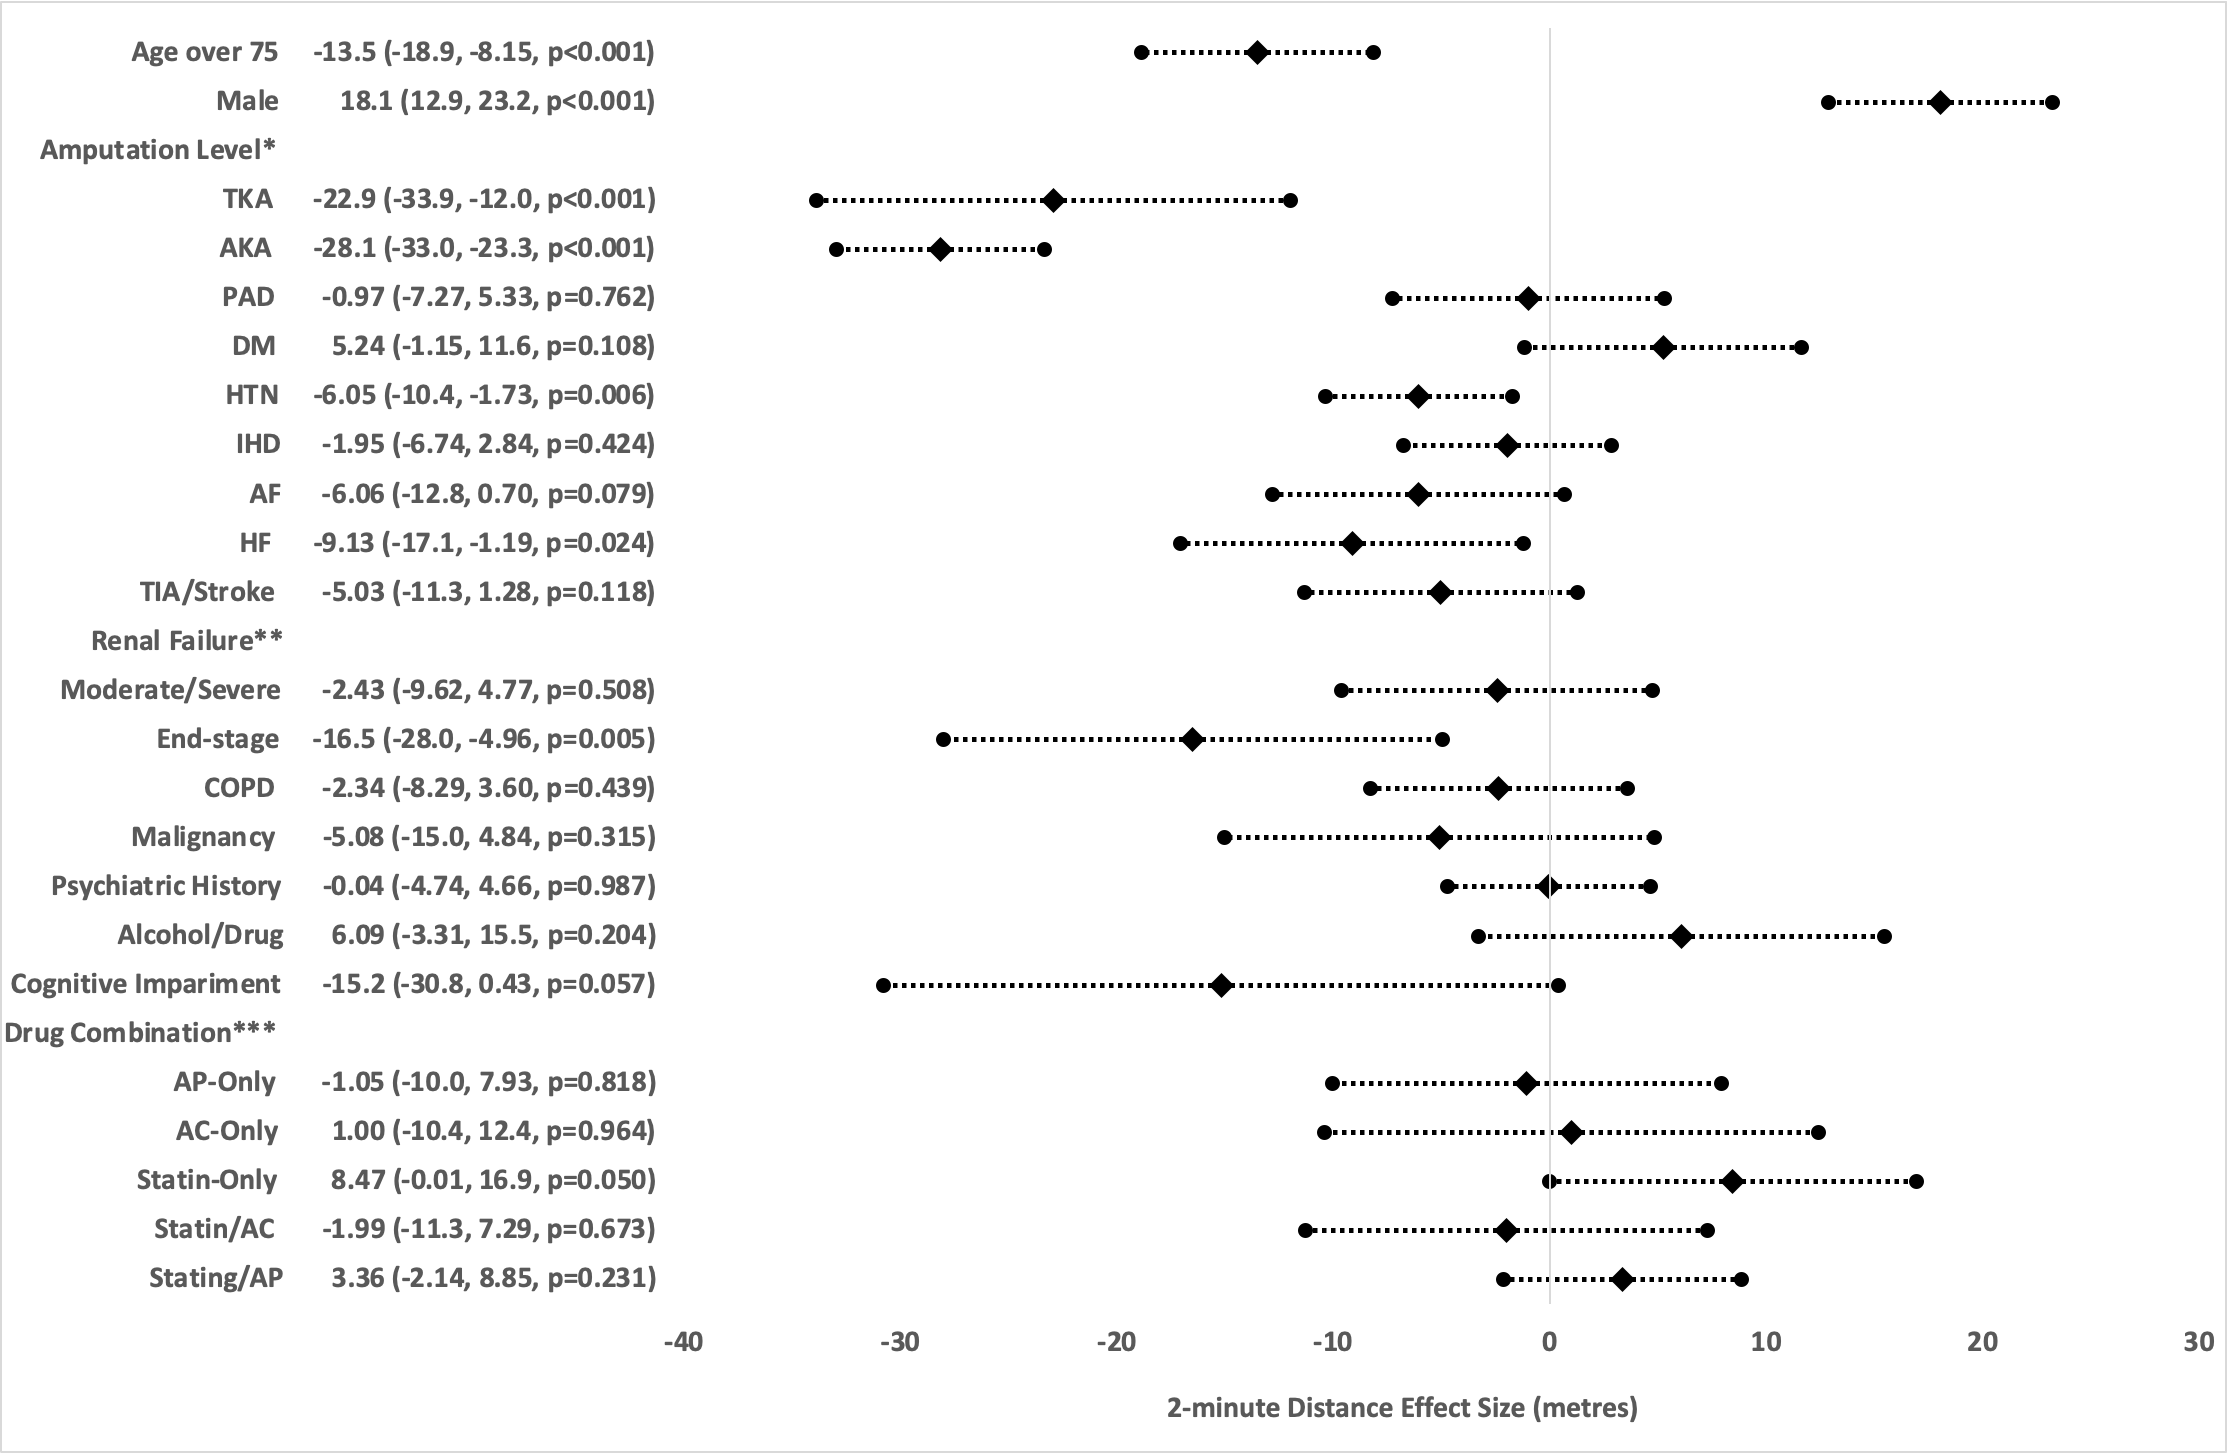 Age over 75 -13.5 (-18.9, -8.15, p<0.001)
Male 18.1 (12.9, 23.2, p<0.001)
Amputation Level*
TKA -22.9 (-33.9, -12.0, p<0.001)
AKA -28.1 (-33.0, -23.3, p<0.001)
PAD -0.97 (-7.27, 5.33, p=0.762)
DM 5.24 (-1.15, 11.6, p=0.108)
HTN -6.05 (-10.4, -1.73, p=0.006)
IHD -1.95 (-6.74, 2.84, p=0.424)
AF -6.06 (-12.8, 0.70, p=0.079)
HF -9.13 (-17.1, -1.19, p=0.024)
TIA/Stroke -5.03 (-11.3, 1.28, p=0.118)
Renal Failure**
Moderate/Severe -2.43 (-9.62, 4.77, p=0.508)
End-stage -16.5 (-28.0, -4.96, p=0.005)
COPD -2.34 (-8.29, 3.60, p=0.439)
Malignancy -5.08 (-15.0, 4.84, p=0.315)
Psychiatric History -0.04 (-4.74, 4.66, p=0.987)
Alcohol/Drug 6.09 (-3.31, 15.5, p=0.204)
Cognitive Impariment -15.2 (-30.8, 0.43, p=0.057)
Drug Combination***
AP-Only -1.05 (-10.0, 7.93, p=0.818)
AC-Only 1.00 (-10.4, 12.4, p=0.964)
Statin-Only 8.47 (-0.01, 16.9, p=0.050)
Statin/AC -1.99 (-11.3, 7.29, p=0.673)
Stating/AP 3.36 (-2.14, 8.85, p=0.231)
-40 -30 -20 -10 0 10 20 30
2-minute Distance Effect Size (metres)